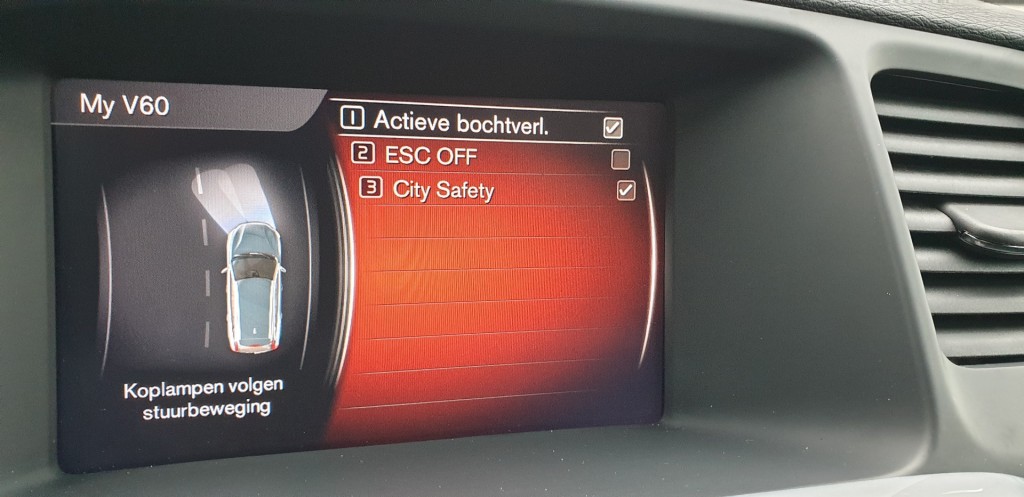 My V60
1 Actieve bochtverl.
2 ESC OFF
3 City Safety
Koplampen volgen
stuurbeweging